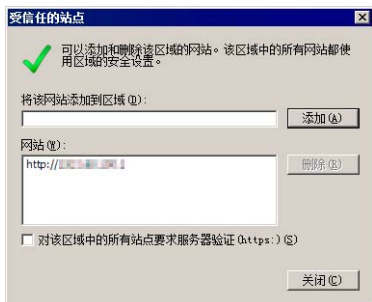 受信任的站点
可以添加和删除该区域的网站。该区域中的所有网站都使
用区域的安全设置。
将该网站添加到区域(D):
添加(A)
网站(W):
http://
删除(R)
对该区域中的所有站点要求服务器验证(https:)(S)
关闭(C)